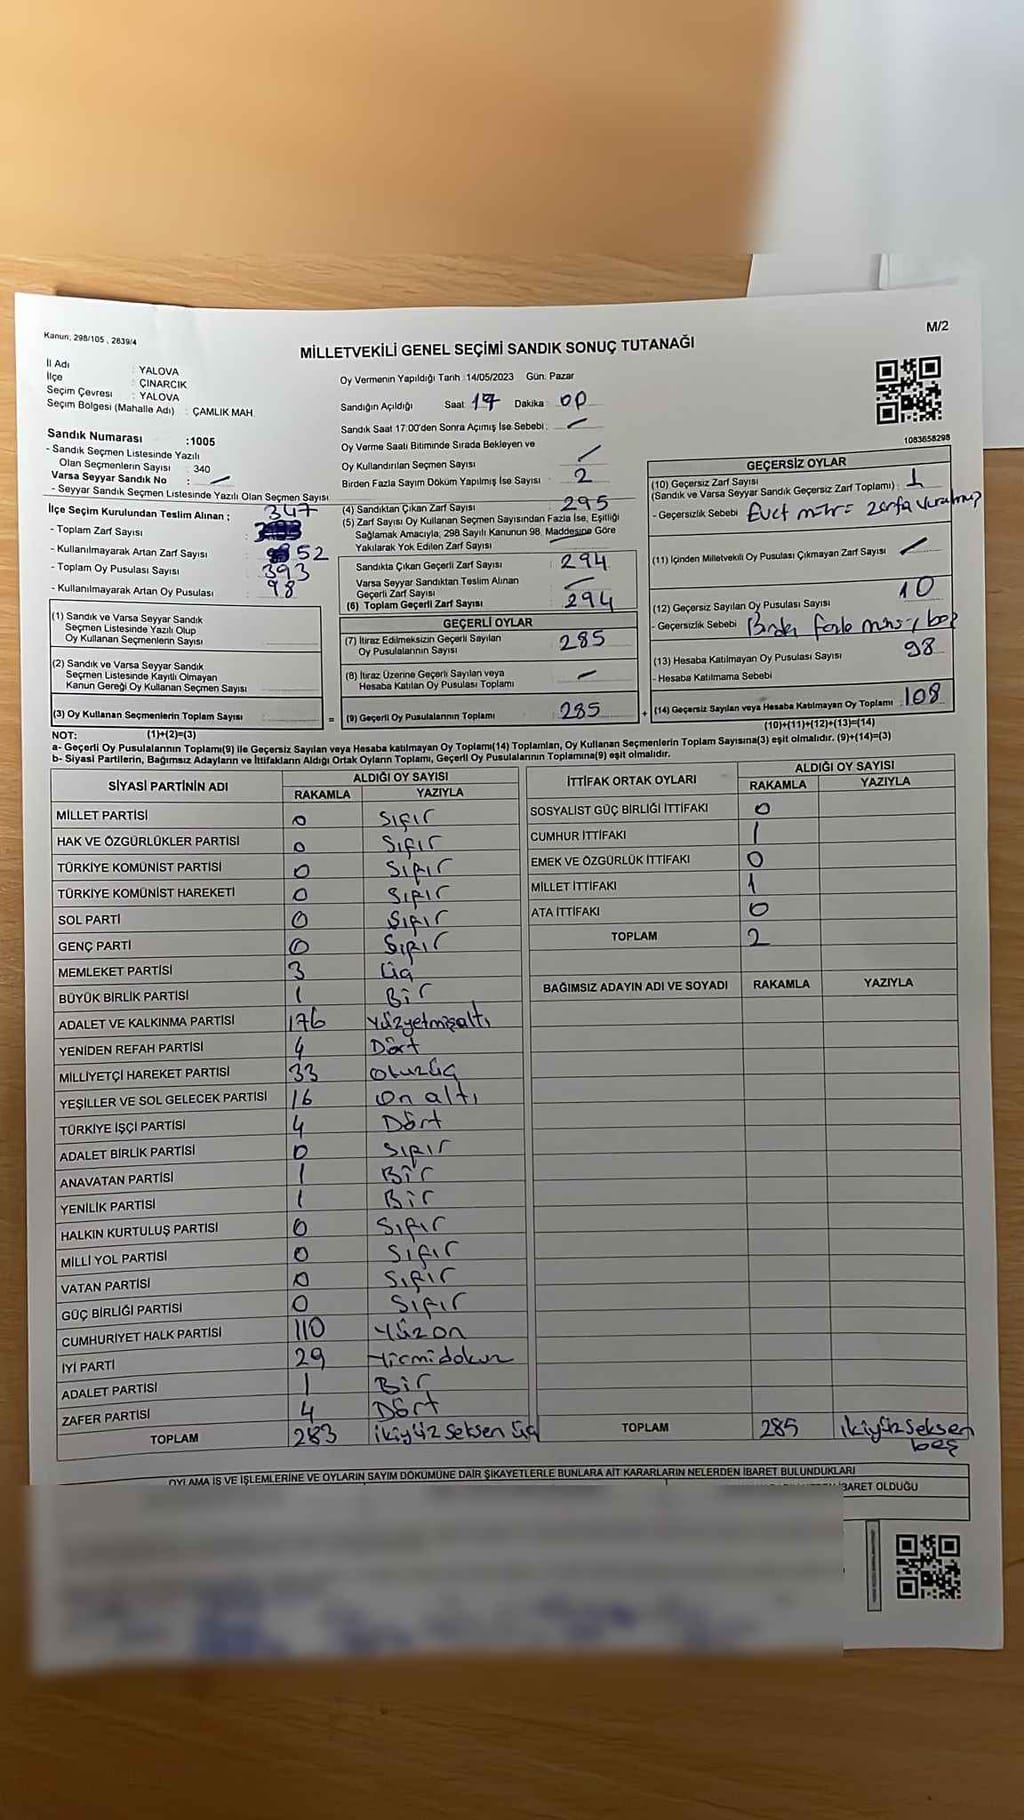 Kanun, 298/105 , 2839/4
M/2
MİLLETVEKİLİ GENEL SEÇİMİ SANDIK SONUÇ TUTANAĞI
İl Adı : YALOVA
İlçe : ÇINARCIK
Seçim Çevresi : YALOVA
Seçim Bölgesi (Mahalle Adı) : ÇAMLIK MAH.
Sandık Numarası :1005
- Sandık Seçmen Listesinde Yazılı
Olan Seçmenlerin Sayısı : 340
Varsa Seyyar Sandık No :
- Seyyar Sandık Seçmen Listesinde Yazılı Olan Seçmen Sayısı
İlçe Seçim Kurulundan Teslim Alınan ;
- Toplam Zarf Sayısı : 347
- Kullanılmayarak Artan Zarf Sayısı : 52
- Toplam Oy Pusulası Sayısı : 393
- Kullanılmayarak Artan Oy Pusulası : 98
(1) Sandık ve Varsa Seyyar Sandık
Seçmen Listesinde Yazılı Olup
Oy Kullanan Seçmenlerin Sayısı
(2) Sandık ve Varsa Seyyar Sandık
Seçmen Listesinde Kayıtlı Olmayan
Kanun Gereği Oy Kullanan Seçmen Sayısı
(3) Oy Kullanan Seçmenlerin Toplam Sayısı
(1)+(2)=(3)
Oy Vermenin Yapıldığı Tarih :14/05/2023 Gün: Pazar
Sandığın Açıldığı Saat 17 Dakika 00
Sandık Saat 17:00'den Sonra Açımış İse Sebebi :
Oy Verme Saati Bitiminde Sırada Bekleyen ve
Oy Kullandırılan Seçmen Sayısı
Birden Fazla Sayım Döküm Yapılmış İse Sayısı : 2
(4) Sandıktan Çıkan Zarf Sayısı : 295
(5) Zarf Sayısı Oy Kullanan Seçmen Sayısından Fazla İse, Eşitliği
Sağlamak Amacıyla, 298 Sayılı Kanunun 98. Maddesine Göre
Yakılarak Yok Edilen Zarf Sayısı
Sandıkta Çıkan Geçerli Zarf Sayısı : 294
Varsa Seyyar Sandıktan Teslim Alınan
Geçerli Zarf Sayısı
(6) Toplam Geçerli Zarf Sayısı : 294
GEÇERLİ OYLAR
(7) İtiraz Edilmeksizin Geçerli Sayılan
Oy Pusulalarının Sayısı : 285
(8) İtiraz Üzerine Geçerli Sayılan veya
Hesaba Katılan Oy Pusulası Toplamı
= (9) Geçerli Oy Pusulalarının Toplamı : 285 +
1083658298
GEÇERSİZ OYLAR
(10) Geçersiz Zarf Sayısı
(Sandık ve Varsa Seyyar Sandık Geçersiz Zarf Toplamı) : 1
- Geçersizlik Sebebi Evet zarfa
(11) İçinden Milletvekili Oy Pusulası Çıkmayan Zarf Sayısı
(12) Geçersiz Sayılan Oy Pusulası Sayısı 10
- Geçersizlik Sebebi fazla
(13) Hesaba Katılmayan Oy Pusulası Sayısı 98
- Hesaba Katılmama Sebebi
(14) Geçersiz Sayılan veya Hesaba Katılmayan Oy Toplamı 108
(10)+(11)+(12)+(13)=(14)
NOT:
a- Geçerli Oy Pusulalarının Toplamı(9) ile Geçersiz Sayılan veya Hesaba katılmayan Oy Toplamı(14) Toplamları, Oy Kullanan Seçmenlerin Toplam Sayısına(3) eşit olmalıdır. (9)+(14)=(3)
b- Siyasi Partilerin, Bağımsız Adayların ve İttifakların Aldığı Ortak Oyların Toplamı, Geçerli Oy Pusulalarının Toplamına(9) eşit olmalıdır.
SİYASİ PARTİNİN ADI ALDIĞI OY SAYISI
RAKAMLA YAZIYLA
MİLLET PARTİSİ 0 Sıfır
HAK VE ÖZGÜRLÜKLER PARTİSİ 0 Sıfır
TÜRKİYE KOMÜNİST PARTİSİ 0 Sıfır
TÜRKİYE KOMÜNİST HAREKETİ 0 Sıfır
SOL PARTİ 0 Sıfır
GENÇ PARTİ 0 Sıfır
MEMLEKET PARTİSİ 3 Üç
BÜYÜK BİRLİK PARTİSİ 1 Bir
ADALET VE KALKINMA PARTİSİ 176 Yüzyetmişaltı
YENİDEN REFAH PARTİSİ 4 Dört
MİLLİYETÇİ HAREKET PARTİSİ 33 Otuzüç
YEŞİLLER VE SOL GELECEK PARTİSİ 16 On altı
TÜRKİYE İŞÇİ PARTİSİ 4 Dört
ADALET BİRLİK PARTİSİ 0 Sıfır
ANAVATAN PARTİSİ 1 Bir
YENİLİK PARTİSİ 1 Bir
HALKIN KURTULUŞ PARTİSİ 0 Sıfır
MİLLİ YOL PARTİSİ 0 Sıfır
VATAN PARTİSİ 0 Sıfır
GÜÇ BİRLİĞİ PARTİSİ 0 Sıfır
CUMHURİYET HALK PARTİSİ 110 Yüzon
İYİ PARTİ 29 Yirmidokuz
ADALET PARTİSİ 1 Bir
ZAFER PARTİSİ 4 Dört
TOPLAM 283 ikiyüz seksen üç
İTTİFAK ORTAK OYLARI ALDIĞI OY SAYISI
RAKAMLA YAZIYLA
SOSYALİST GÜÇ BİRLİĞİ İTTİFAKI 0
CUMHUR İTTİFAKI 1
EMEK VE ÖZGÜRLÜK İTTİFAKI 0
MİLLET İTTİFAKI 1
ATA İTTİFAKI 0
TOPLAM 2
BAĞIMSIZ ADAYIN ADI VE SOYADI RAKAMLA YAZIYLA
TOPLAM 285 ikiyüzseksen
beş
OYLAMA İŞ VE İŞLEMLERİNE VE OYLARIN SAYIM DÖKÜMÜNE DAİR ŞİKAYETLERLE BUNLARA AİT KARARLARIN NELERDEN İBARET BULUNDUKLARI
BARET OLDUĞU